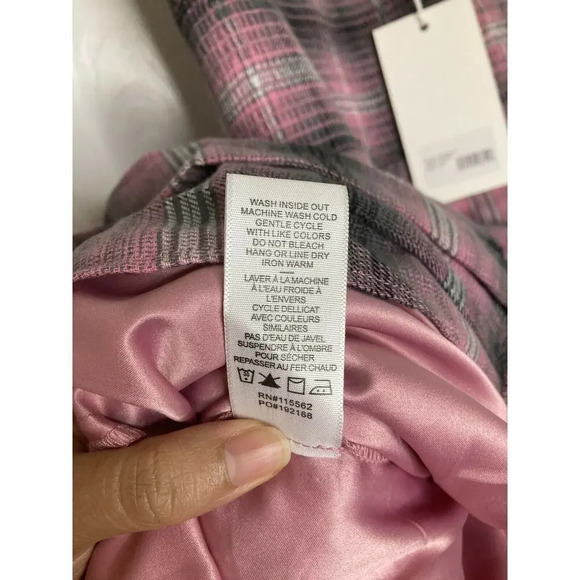 WASH INSIDE OUT
MACHINE WASH COLD
GENTLE CYCLE
WITH LIKE COLORS
DO NOT BLEACH
HANG OR LINE DRY
IRON WARM
LAVER À LA MACHINE
À L'EAU FROIDE À
L'ENVERS
CYCLE DELLICAT
AVEC COULEURS
SIMILAIRES
PAS D'EAU DE JAVEL
SUSPENDRE À L'OMBRE
POUR SÉCHER
REPASSER AU FER CHAUD
30
RN#115562
PO#192168